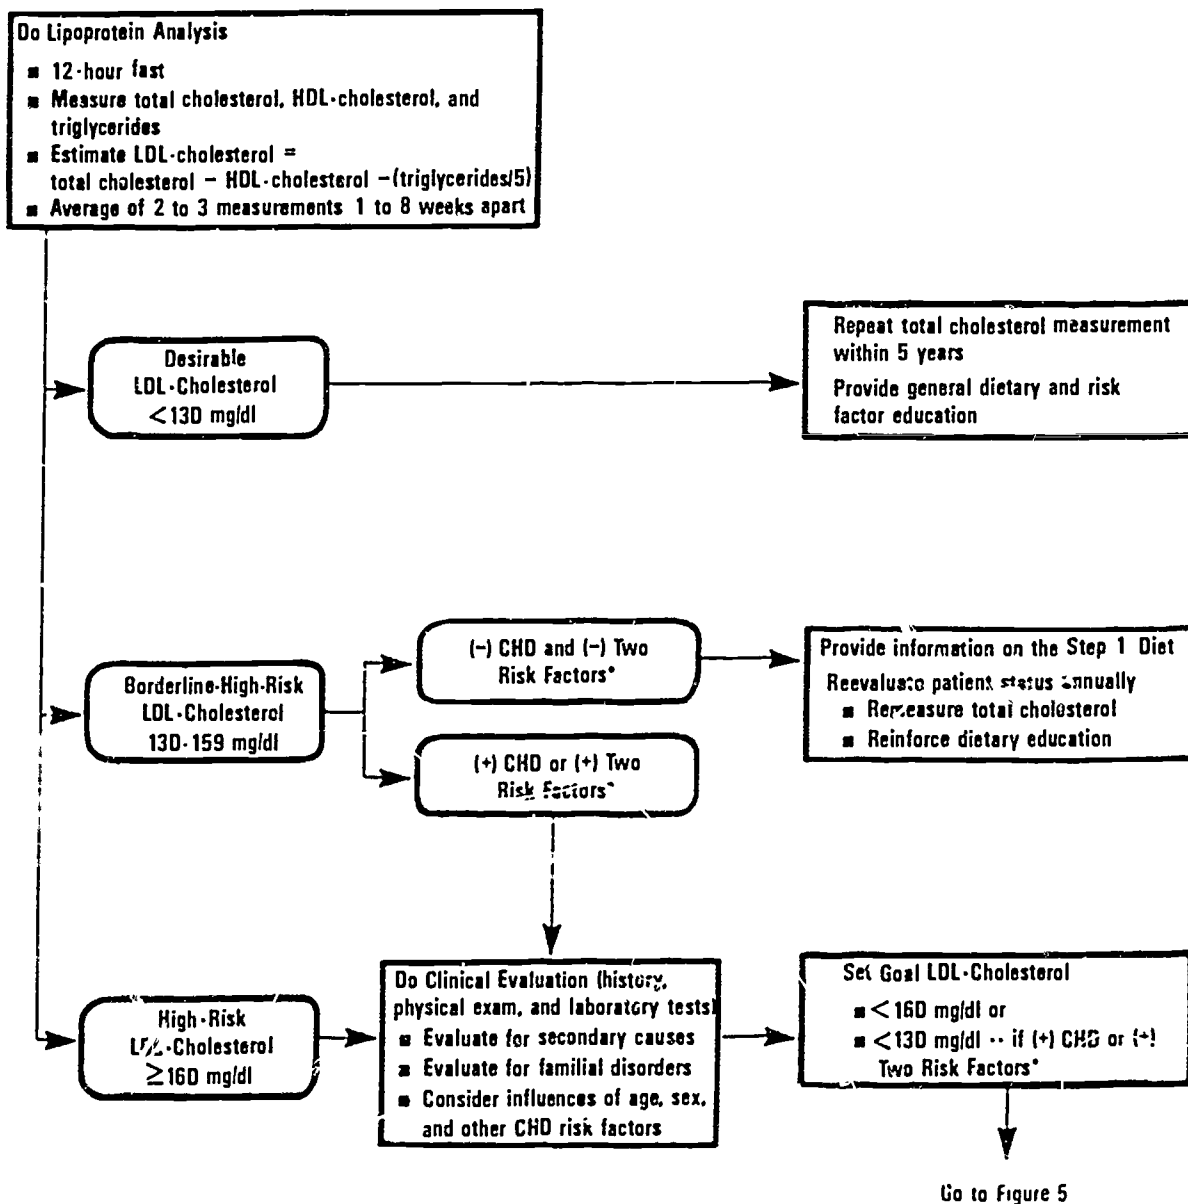 Do Lipoprotein Analysis
■ 12-hour fast
■ Measure total cholesterol, HDL-cholesterol, and
triglycerides
■ Estimate LDL-cholesterol =
total cholesterol − HDL-cholesterol −(triglycerides/5)
■ Average of 2 to 3 measurements 1 to 8 weeks apart
Desirable
LDL-Cholesterol
<130 mg/dl
Repeat total cholesterol measurement
within 5 years
Provide general dietary and risk
factor education
Borderline-High-Risk
LDL-Cholesterol
130-159 mg/dl
(−) CHD and (−) Two
Risk Factors*
(+) CHD or (+) Two
Risk Factors*
Provide information on the Step 1 Diet
Reevaluate patient status annually
■ Remeasure total cholesterol
■ Reinforce dietary education
High-Risk
LDL-Cholesterol
≥160 mg/dl
Do Clinical Evaluation (history,
physical exam, and laboratory tests)
■ Evaluate for secondary causes
■ Evaluate for familial disorders
■ Consider influences of age, sex,
and other CHD risk factors
Set Goal LDL-Cholesterol
■ <160 mg/dl or
■ <130 mg/dl -- if (+) CHD or (+)
Two Risk Factors*
Go to Figure 5